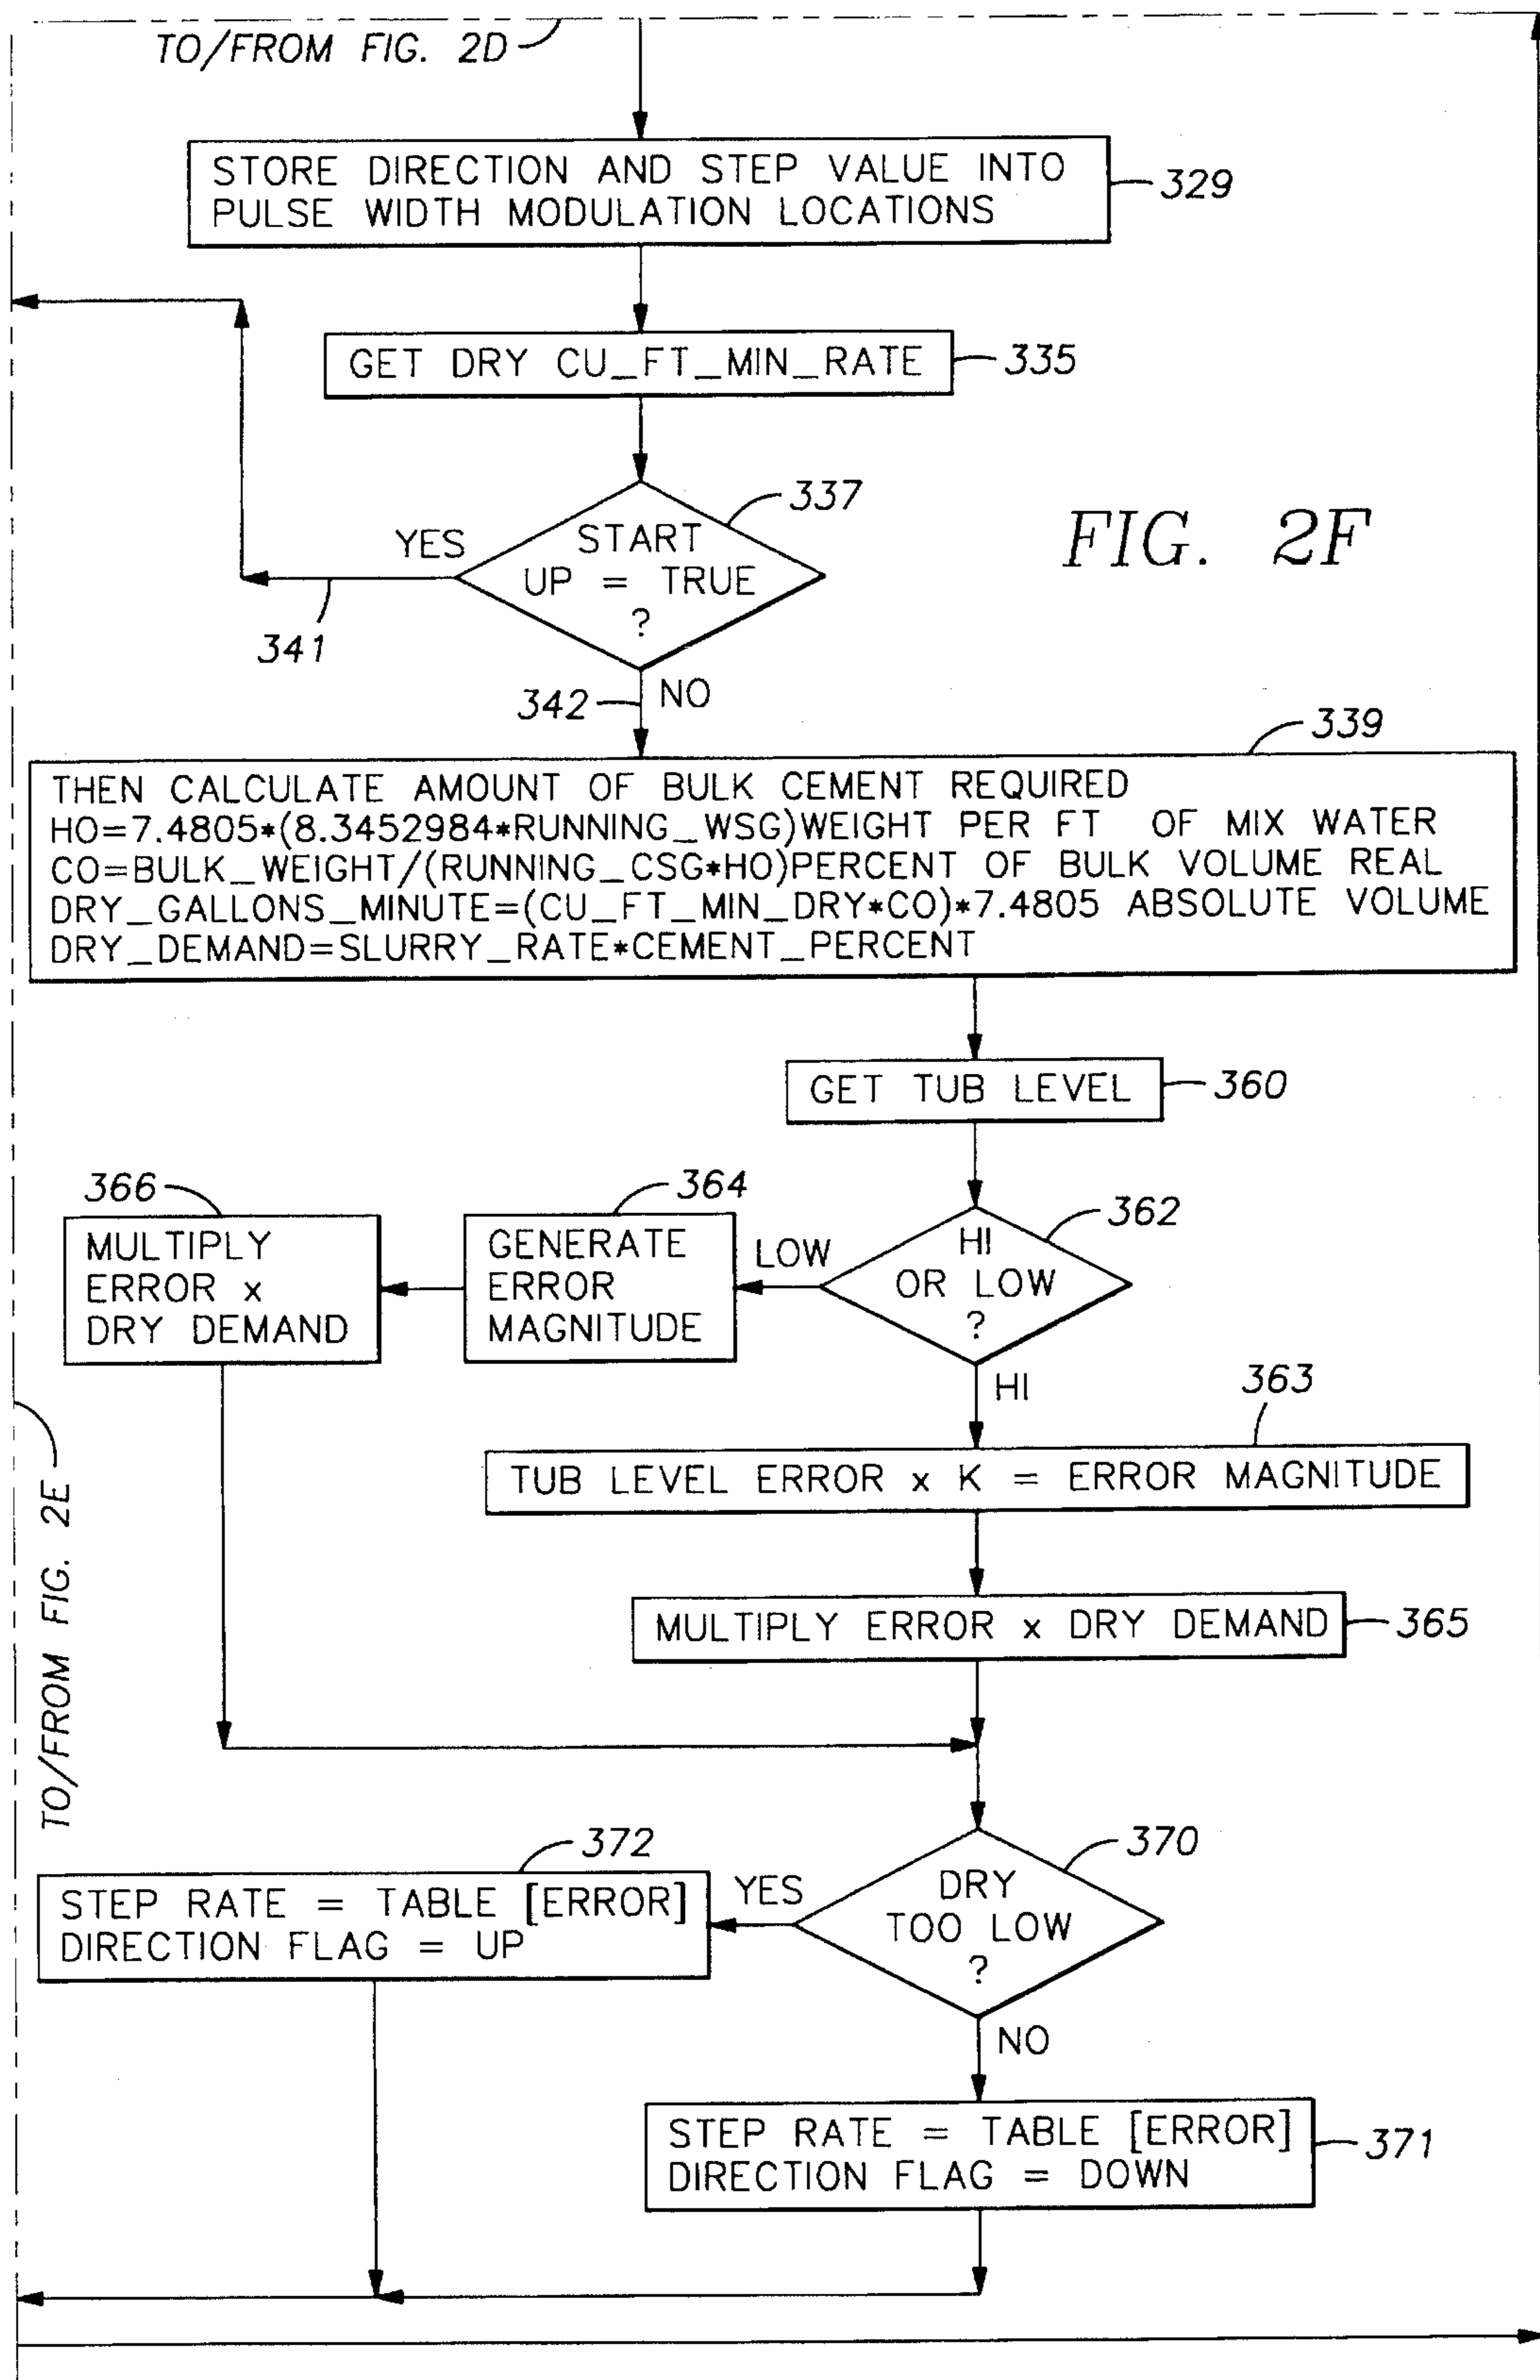 TO/FROM FIG. 2D
STORE DIRECTION AND STEP VALUE INTO
PULSE WIDTH MODULATION LOCATIONS
329
GET DRY CU_FT_MIN_RATE
335
337
YES
START
UP = TRUE
?
FIG. 2F
341
342
NO
339
THEN CALCULATE AMOUNT OF BULK CEMENT REQUIRED
HO=7.4805*(8.3452984*RUNNING_WSG)WEIGHT PER FT OF MIX WATER
CO=BULK_WEIGHT/(RUNNING_CSG*HO)PERCENT OF BULK VOLUME REAL
DRY_GALLONS_MINUTE=(CU_FT_MIN_DRY*CO)*7.4805 ABSOLUTE VOLUME
DRY_DEMAND=SLURRY_RATE*CEMENT_PERCENT
GET TUB LEVEL
360
366
364
362
MULTIPLY
ERROR x
DRY DEMAND
GENERATE
ERROR
MAGNITUDE
LOW
HI
OR LOW
?
HI
363
TUB LEVEL ERROR x K = ERROR MAGNITUDE
MULTIPLY ERROR x DRY DEMAND
365
TO/FROM FIG. 2E
372
370
STEP RATE = TABLE [ERROR]
DIRECTION FLAG = UP
YES
DRY
TOO LOW
?
NO
STEP RATE = TABLE [ERROR]
DIRECTION FLAG = DOWN
371